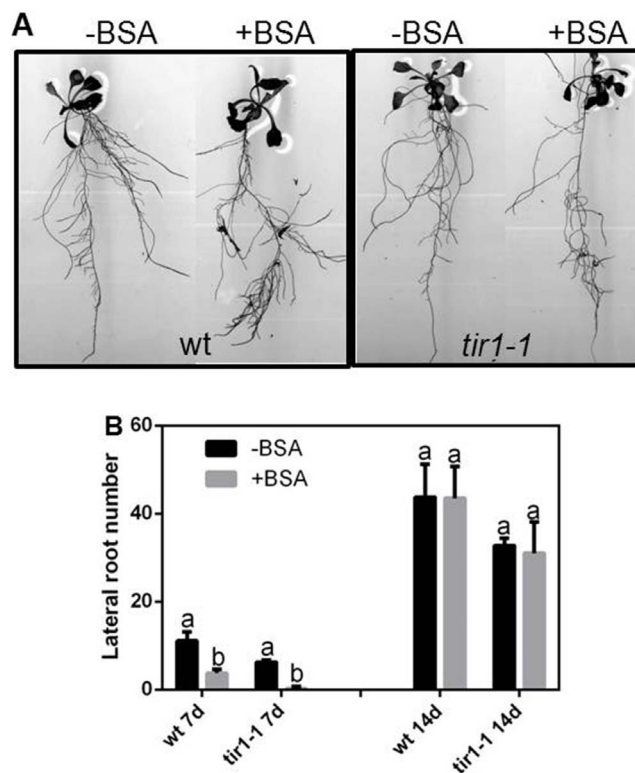 A
-BSA +BSA -BSA +BSA
wt tir1-1
B
60
40
20
0
Lateral root number
-BSA
+BSA
a b a b a a a a
wt 7d tir1-1 7d wt 14d tir1-1 14d